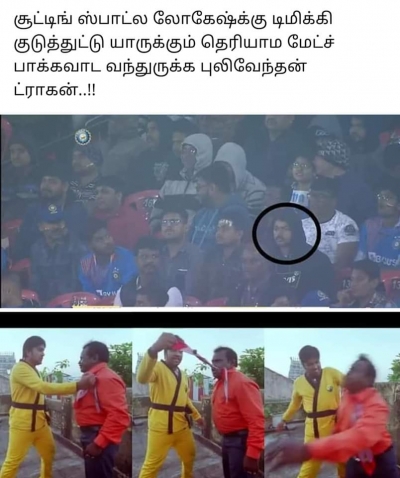 சூட்டிங் ஸ்பாட்ல லோகேஷ்க்கு டிமிக்கி
குடுத்துட்டு யாருக்கும் தெரியாம மேட்ச்
பாக்கவாட வந்துருக்க புலிவேந்தன்
ட்ராகன்..!!